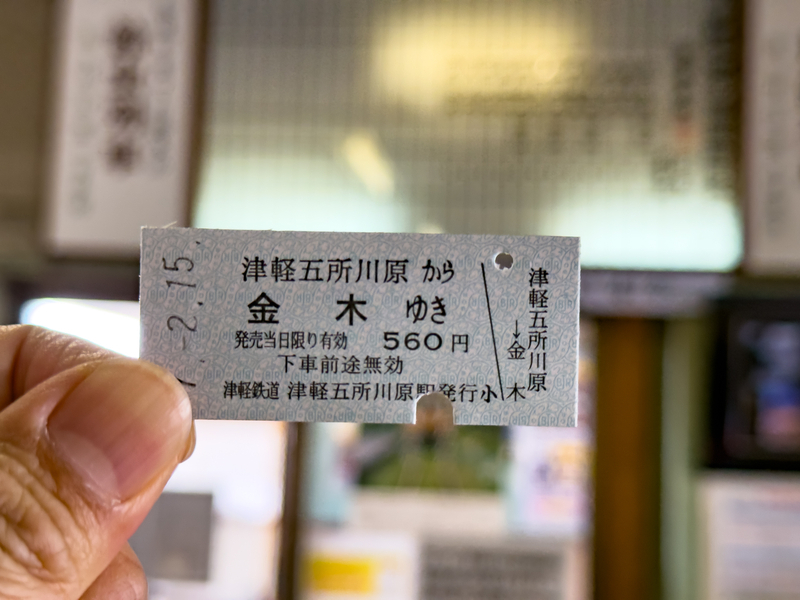 津軽五所川原から
金木ゆき
発売当日限り有効 560円
下車前途無効
津軽鉄道 津軽五所川原駅発行
小
津軽五所川原
→金木
-2.15.